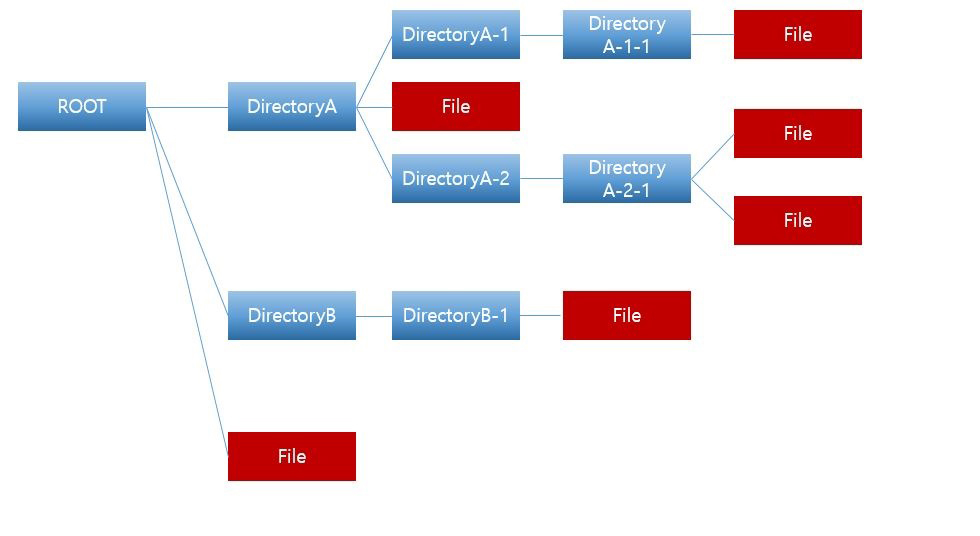 DirectoryA-1
Directory
A-1-1
File
ROOT
DirectoryA
File
File
DirectoryA-2
Directory
A-2-1
File
DirectoryB
DirectoryB-1
File
File